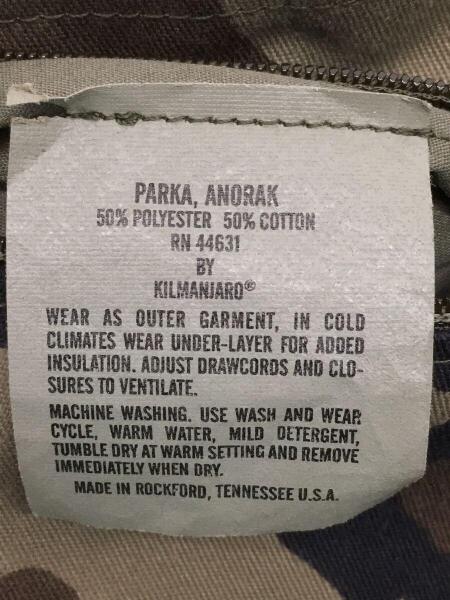 PARKA, ANORAK
50% POLYESTER 50% COTTON
RN 44631
BY
KILMANJARO®
WEAR AS OUTER GARMENT, IN COLD
CLIMATES WEAR UNDER-LAYER FOR ADDED
INSULATION. ADJUST DRAWCORDS AND CLO-
SURES TO VENTILATE.
MACHINE WASHING. USE WASH AND WEAR
CYCLE, WARM WATER, MILD DETERGENT,
TUMBLE DRY AT WARM SETTING AND REMOVE
IMMEDIATELY WHEN DRY.
MADE IN ROCKFORD, TENNESSEE U.S.A.